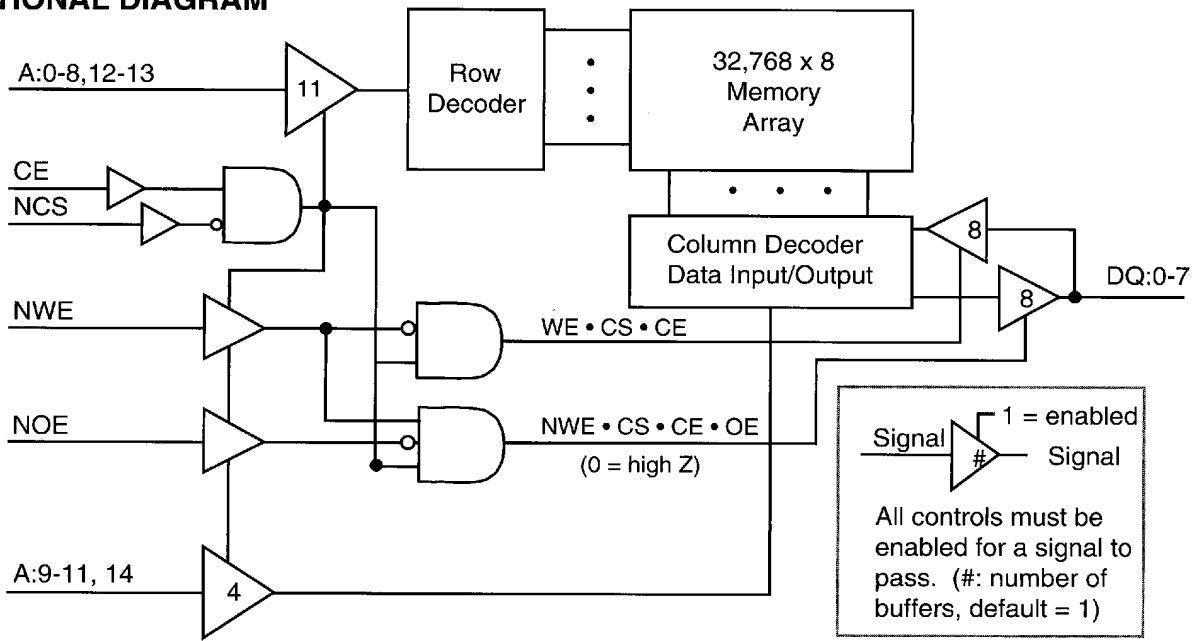 TIONAL DIAGRAM
A:0-8,12-13
11
Row
Decoder
32,768 x 8
Memory
Array
CE
NCS
Column Decoder
Data Input/Output
8
8
DQ:0-7
NWE
WE • CS • CE
NOE
NWE • CS • CE • OE
(0 = high Z)
A:9-11, 14
4
1 = enabled
Signal
#
Signal
All controls must be
enabled for a signal to
pass. (#: number of
buffers, default = 1)